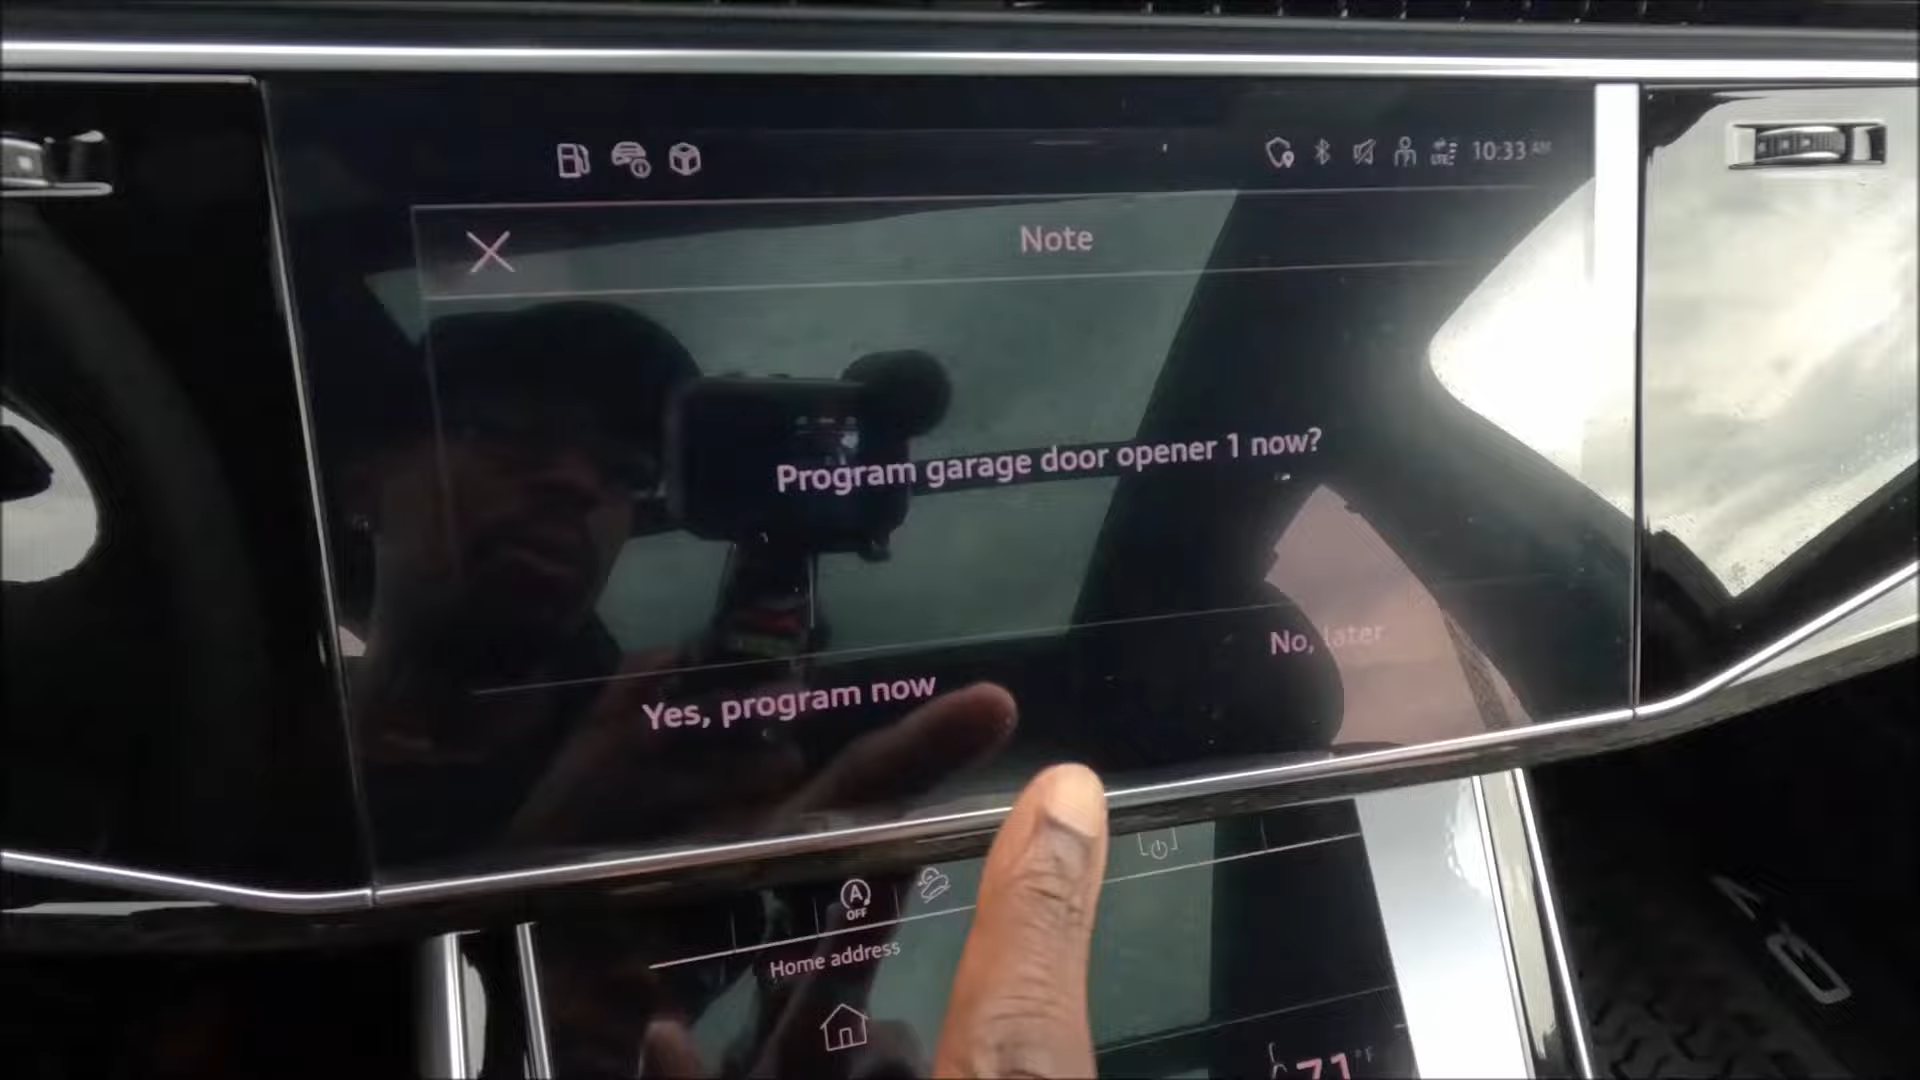 LTE 10:33 AM
Note
Program garage door opener 1 now?
No, later
Yes, program now
A
OFF
Home address
71 °F